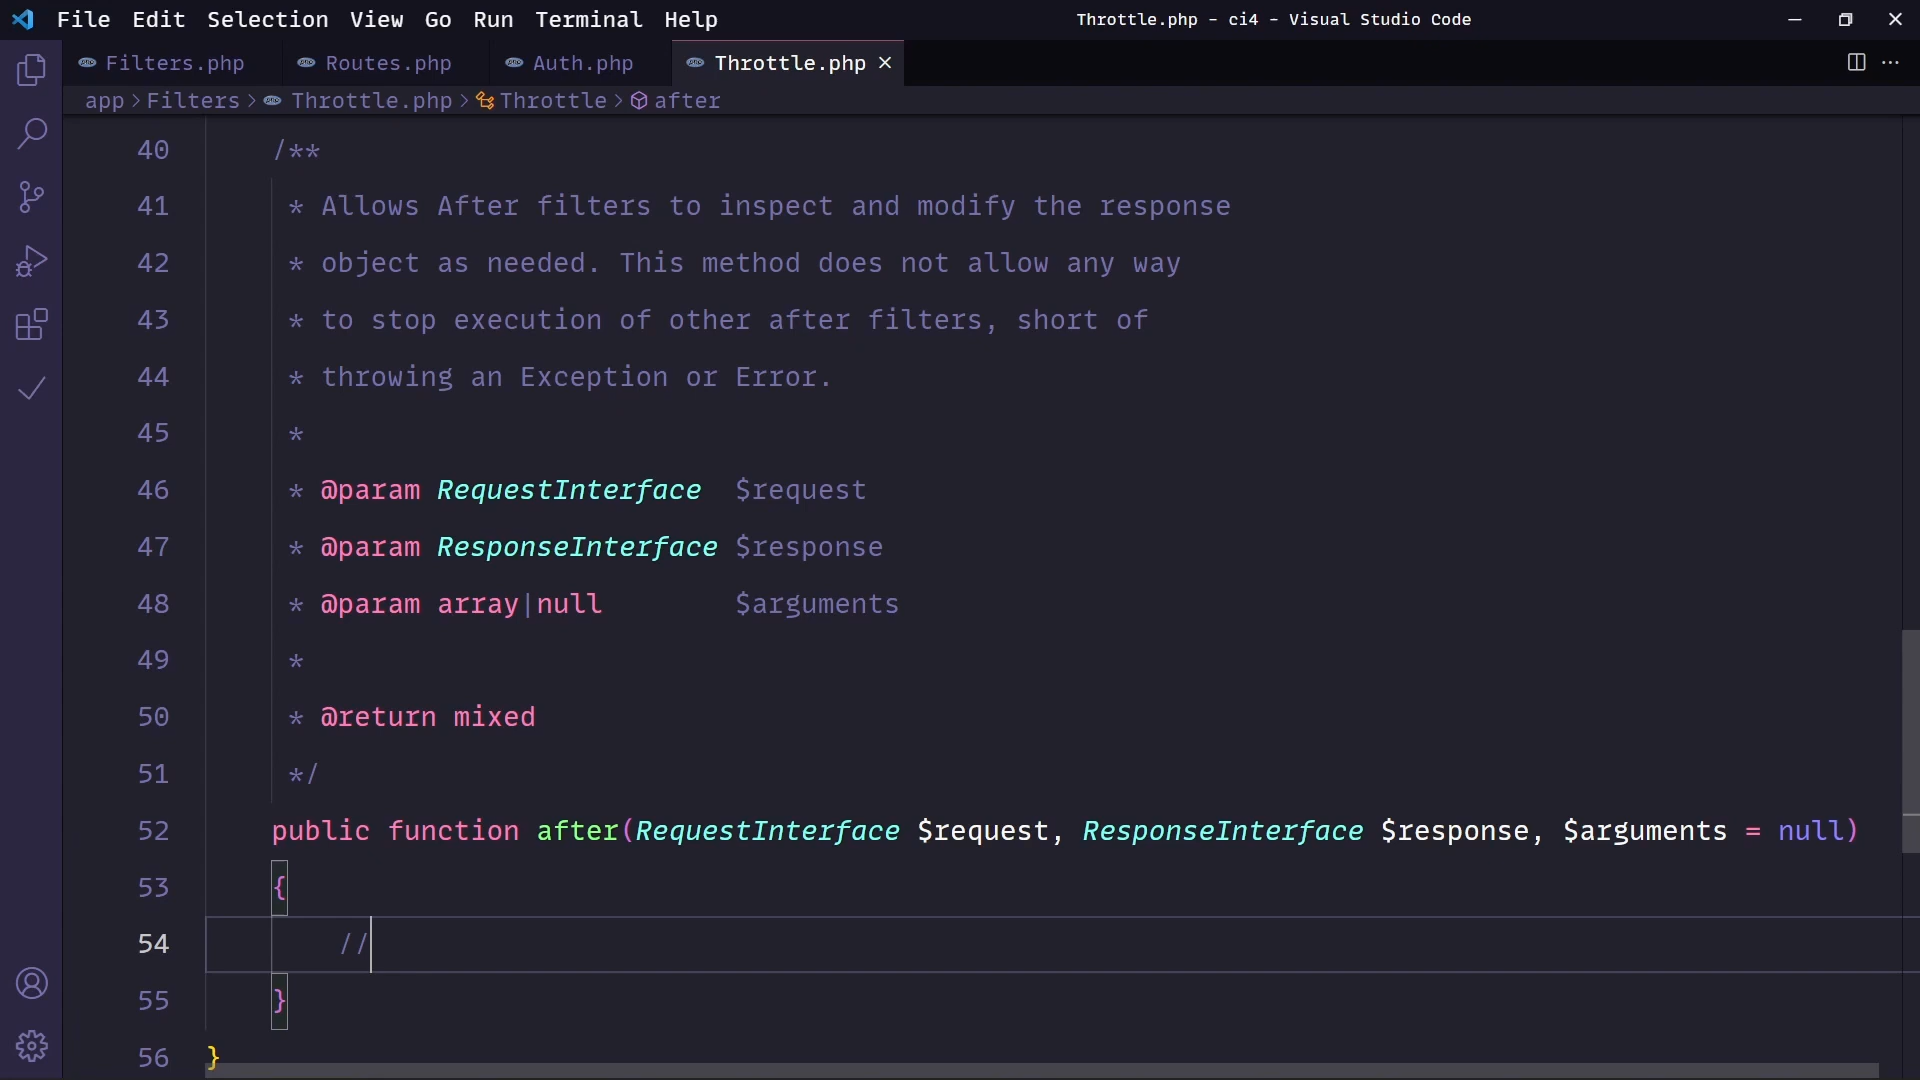 File Edit Selection View Go Run Terminal Help
Throttle.php - ci4 - Visual Studio Code
Filters.php Routes.php Auth.php Throttle.php
app > Filters > Throttle.php > Throttle > after
40 /**
41 * Allows After filters to inspect and modify the response
42 * object as needed. This method does not allow any way
43 * to stop execution of other after filters, short of
44 * throwing an Exception or Error.
45 *
46 * @param RequestInterface  $request
47 * @param ResponseInterface $response
48 * @param array|null        $arguments
49 *
50 * @return mixed
51 */
52 public function after(RequestInterface $request, ResponseInterface $response, $arguments = null)
53 {
54 //
55 }
56 }